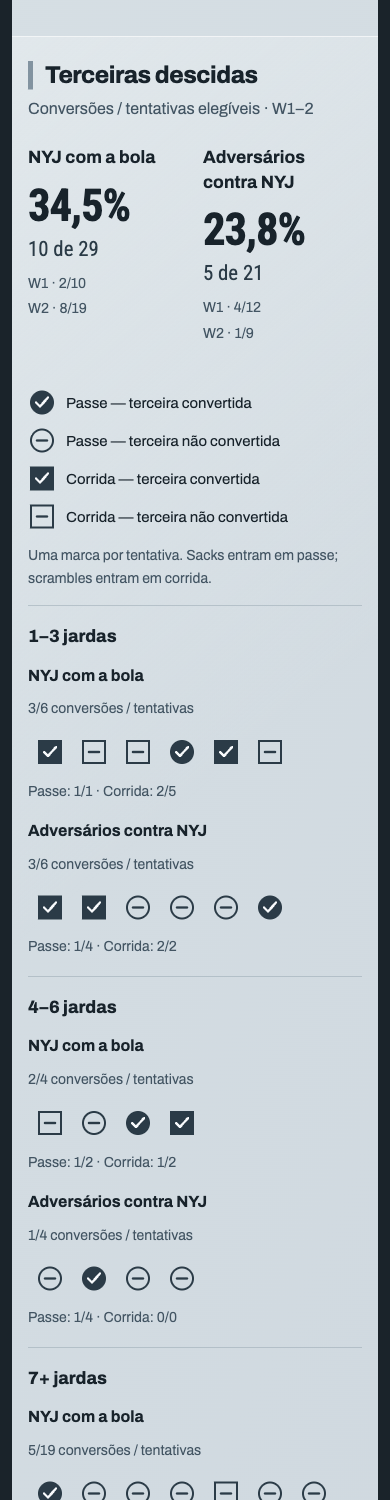 Terceiras descidas
Conversões / tentativas elegíveis · W1–2
NYJ com a bola
34,5%
10 de 29
W1 · 2/10
W2 · 8/19
Adversários
contra NYJ
23,8%
5 de 21
W1 · 4/12
W2 · 1/9
Passe — terceira convertida
Passe — terceira não convertida
Corrida — terceira convertida
Corrida — terceira não convertida
Uma marca por tentativa. Sacks entram em passe;
scrambles entram em corrida.
1–3 jardas
NYJ com a bola
3/6 conversões / tentativas
Passe: 1/1 · Corrida: 2/5
Adversários contra NYJ
3/6 conversões / tentativas
Passe: 1/4 · Corrida: 2/2
4–6 jardas
NYJ com a bola
2/4 conversões / tentativas
Passe: 1/2 · Corrida: 1/2
Adversários contra NYJ
1/4 conversões / tentativas
Passe: 1/4 · Corrida: 0/0
7+ jardas
NYJ com a bola
5/19 conversões / tentativas